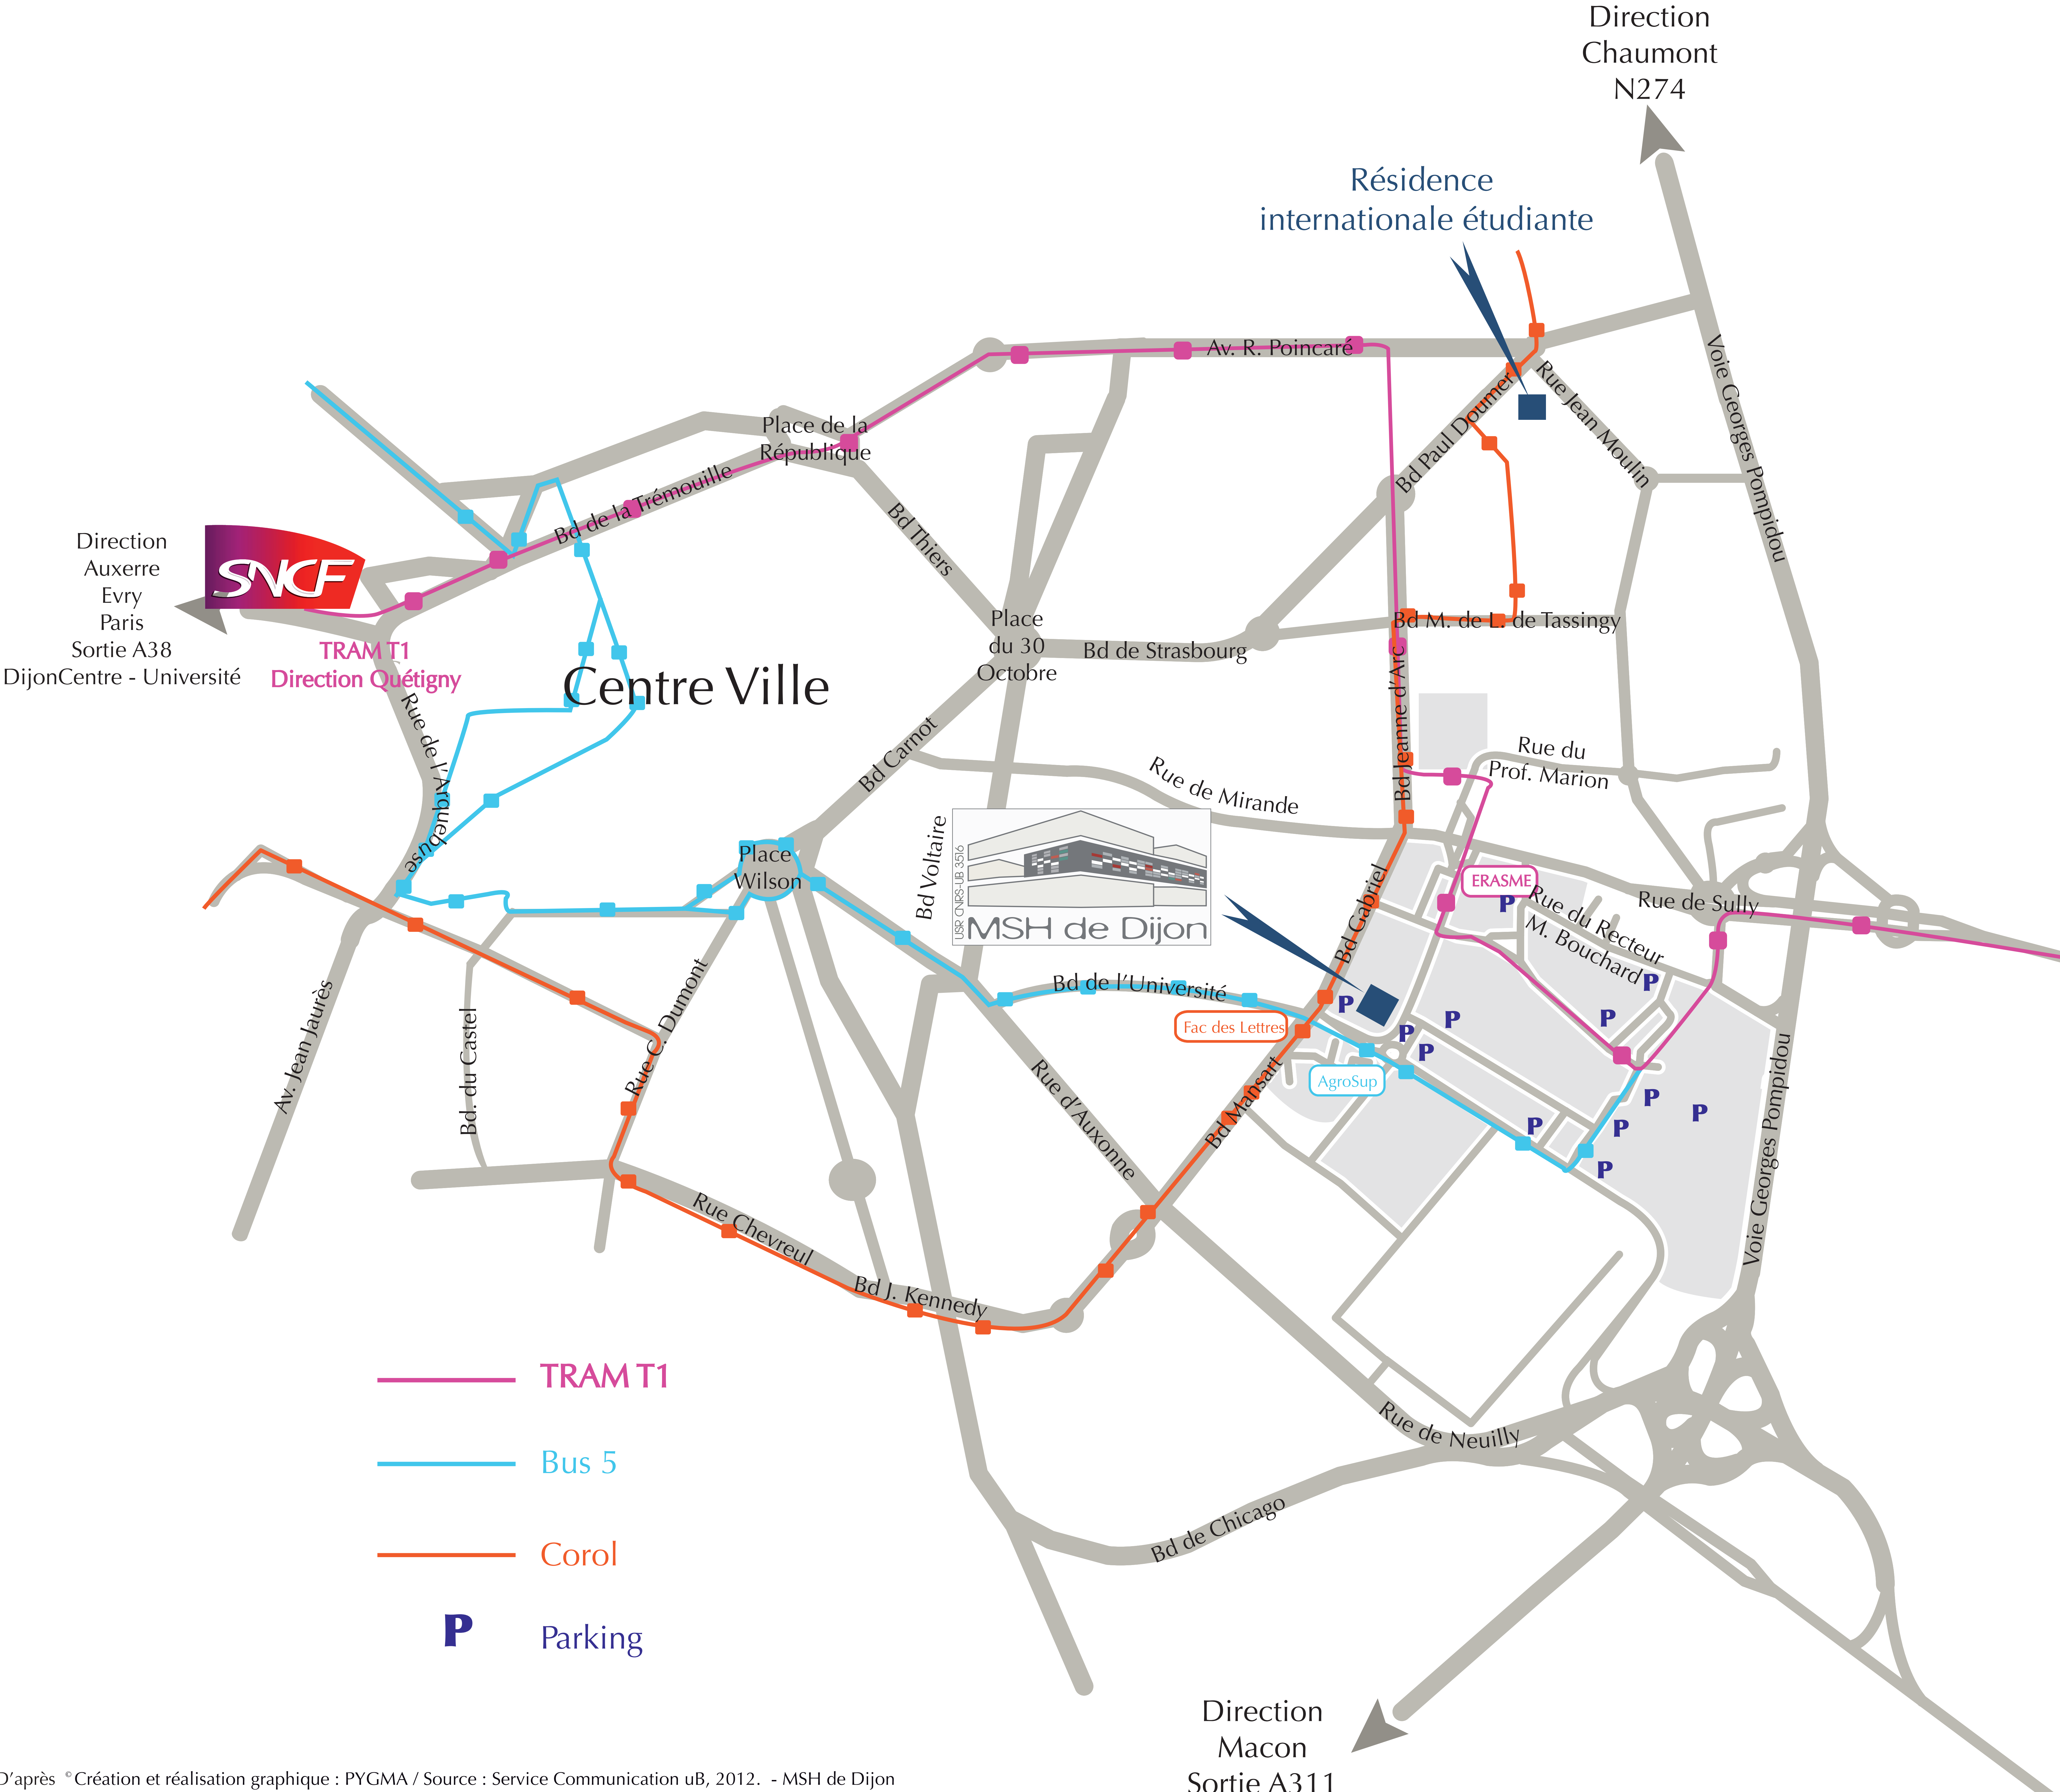 Direction
Chaumont
N274
Résidence
internationale étudiante
Av. R. Poincaré
Rue Jean Moulin
Bd Paul Doumer
Voie Georges Pompidou
Place de la
République
Bd de la Trémouille
Bd Thiers
Direction
Auxerre
Evry
Paris
Sortie A38
DijonCentre - Université
SNCF
TRAM T1
Direction Quétigny
Centre Ville
Place
du 30
Octobre
Bd de Strasbourg
Bd M. de L. de Tassingy
Bd Jeanne d'Arc
Rue de l'Arquebuse
Bd Carnot
Rue de Mirande
Rue du
Prof. Marion
Place
Wilson
Bd Voltaire
USR CNRS-UB 3516
MSH de Dijon
Bd Gabriel
ERASME
P
Rue du Recteur
M. Bouchard
Rue de Sully
Bd de l'Université
Fac des Lettres
AgroSup
P
P
P
P
P
P
P
P
P
P
P
Av. Jean Jaurès
Bd. du Castel
Rue C. Dumont
Rue d'Auxonne
Bd Mansart
Voie Georges Pompidou
Rue Chevreul
Bd J. Kennedy
Rue de Neuilly
Bd de Chicago
TRAM T1
Bus 5
Corol
P Parking
Direction
Macon
Sortie A311
D'après ©Création et réalisation graphique : PYGMA / Source : Service Communication uB, 2012. - MSH de Dijon